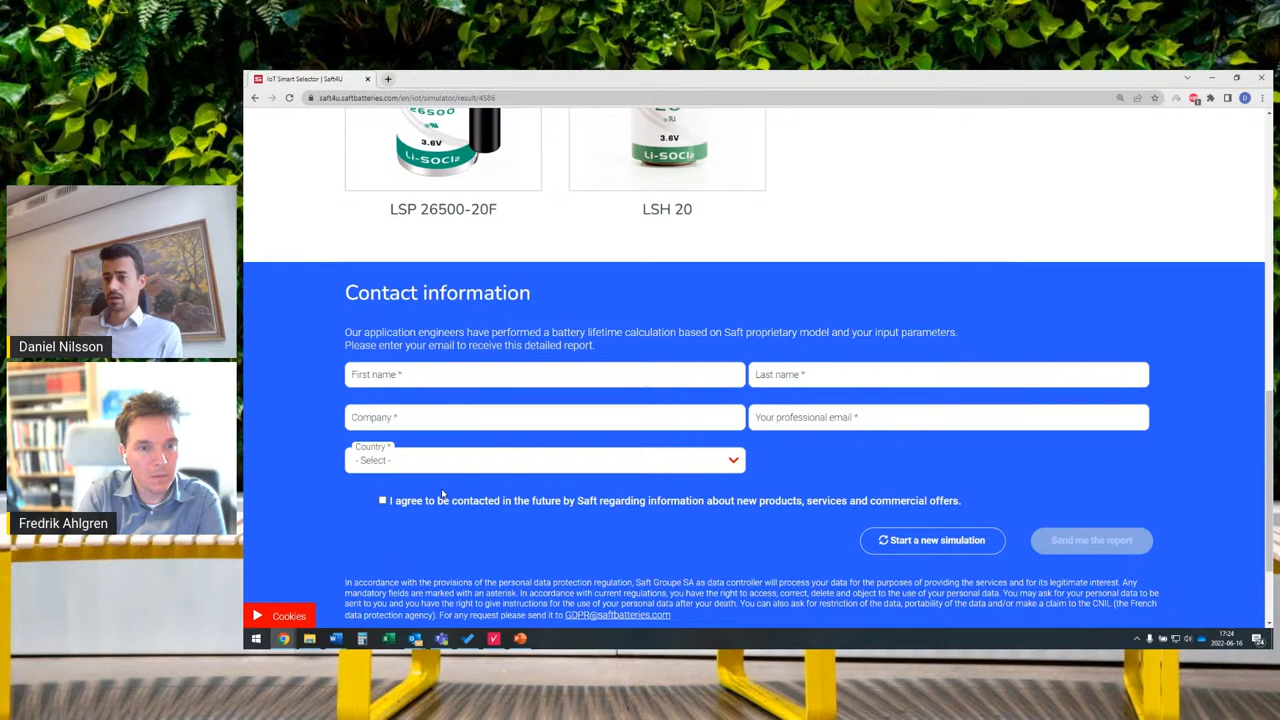 IoT Smart Selector | Saft4U
saft4u.saftbatteries.com/en/iot/simulator/result/4586
26500
3.6V
Li-SOCl2
3.6V
Li-SOCl2
LSP 26500-20F
LSH 20
Contact information
Our application engineers have performed a battery lifetime calculation based on Saft proprietary model and your input parameters.
Please enter your email to receive this detailed report.
First name *
Last name *
Company *
Your professional email *
Country *
- Select -
I agree to be contacted in the future by Saft regarding information about new products, services and commercial offers.
Start a new simulation
Send me the report
In accordance with the provisions of the personal data protection regulation, Saft Groupe SA as data controller will process your data for the purposes of providing the services and for its legitimate interest. Any
mandatory fields are marked with an asterisk. In accordance with current regulations, you have the right to access, correct, delete and object to the use of your personal data. You may ask for your personal data to be
sent to you and you have the right to give instructions for the use of your personal data after your death. You can also ask for restriction of the data, portability of the data and/or make a claim to the CNIL (the French
data protection agency). For any request please send it to GDPR@saftbatteries.com
Cookies
17:24
2022-06-16
24
Daniel Nilsson
Fredrik Ahlgren